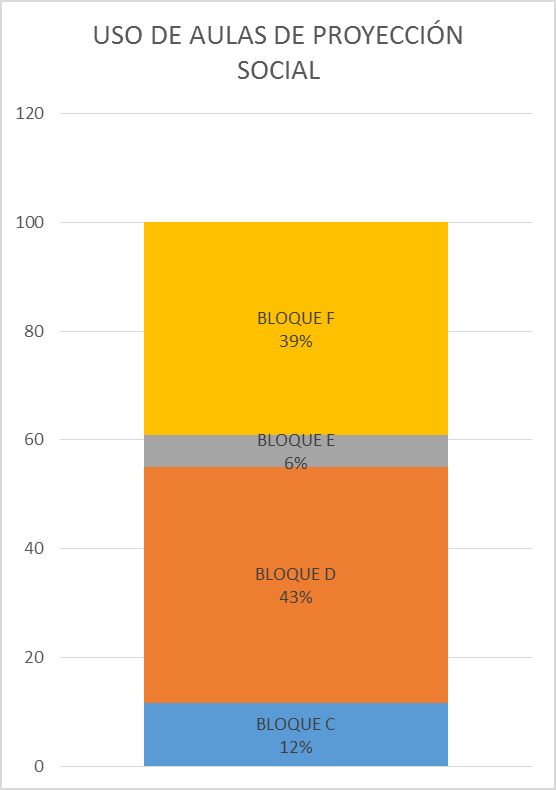 USO DE AULAS DE PROYECCIÓN
SOCIAL
120
100
80
60
40
20
0
BLOQUE F
39%
BLOQUE E
6%
BLOQUE D
43%
BLOQUE C
12%